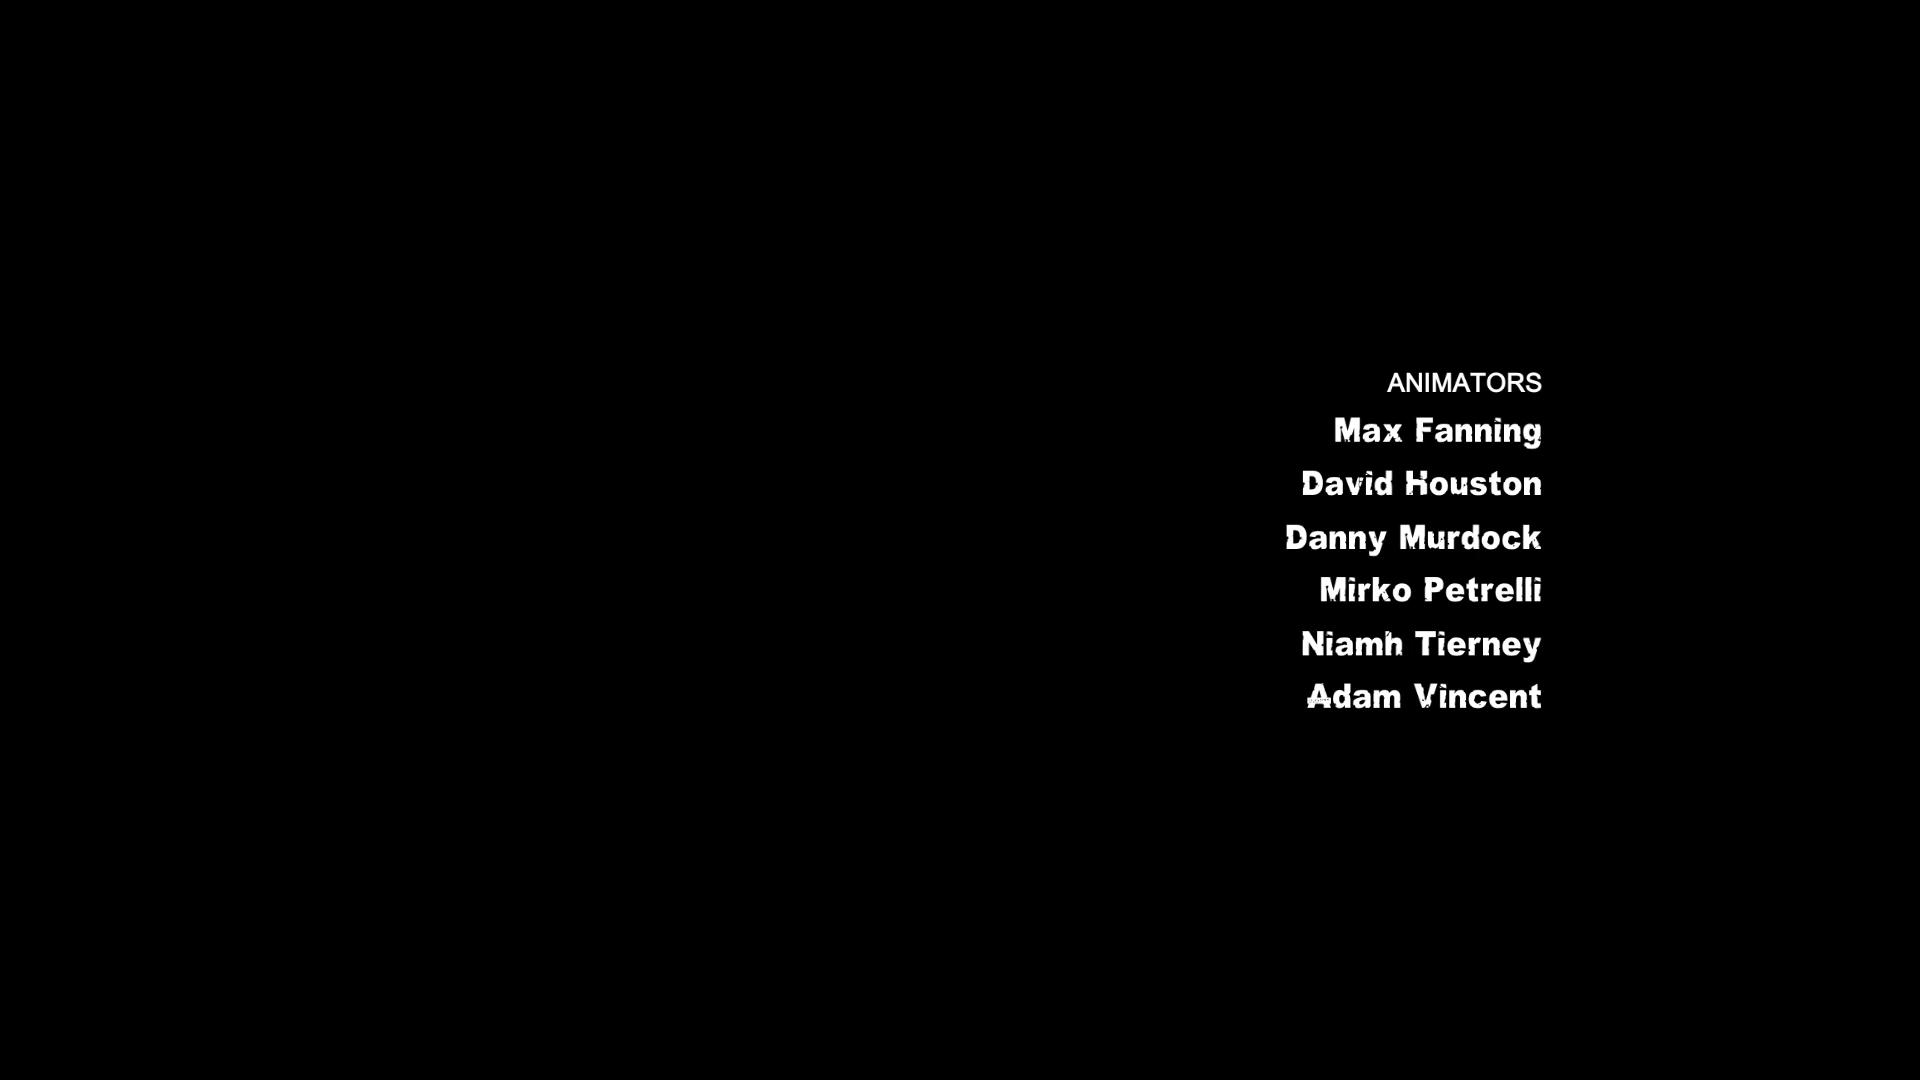 ANIMATORS
Max Fanning
David Houston
Danny Murdock
Mirko Petrelli
Niamh Tierney
Adam Vincent